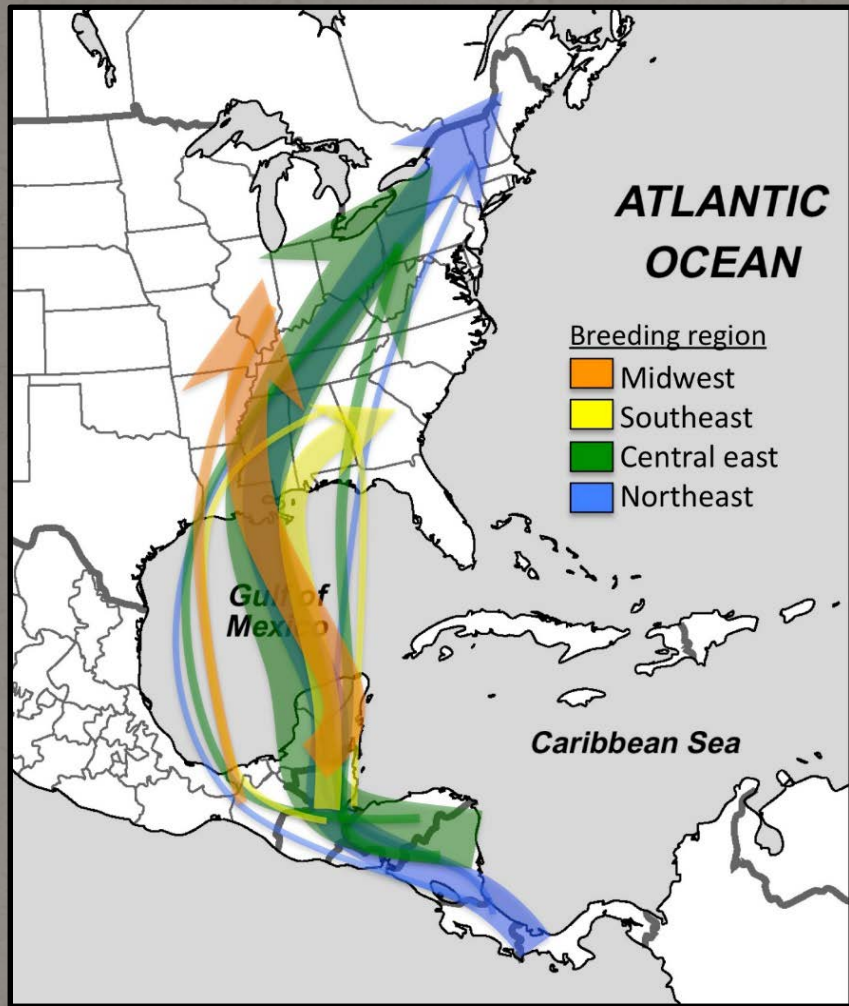 ATLANTIC
OCEAN
Breeding region
Midwest
Southeast
Central east
Northeast
Gulf of
Mexico
Caribbean Sea